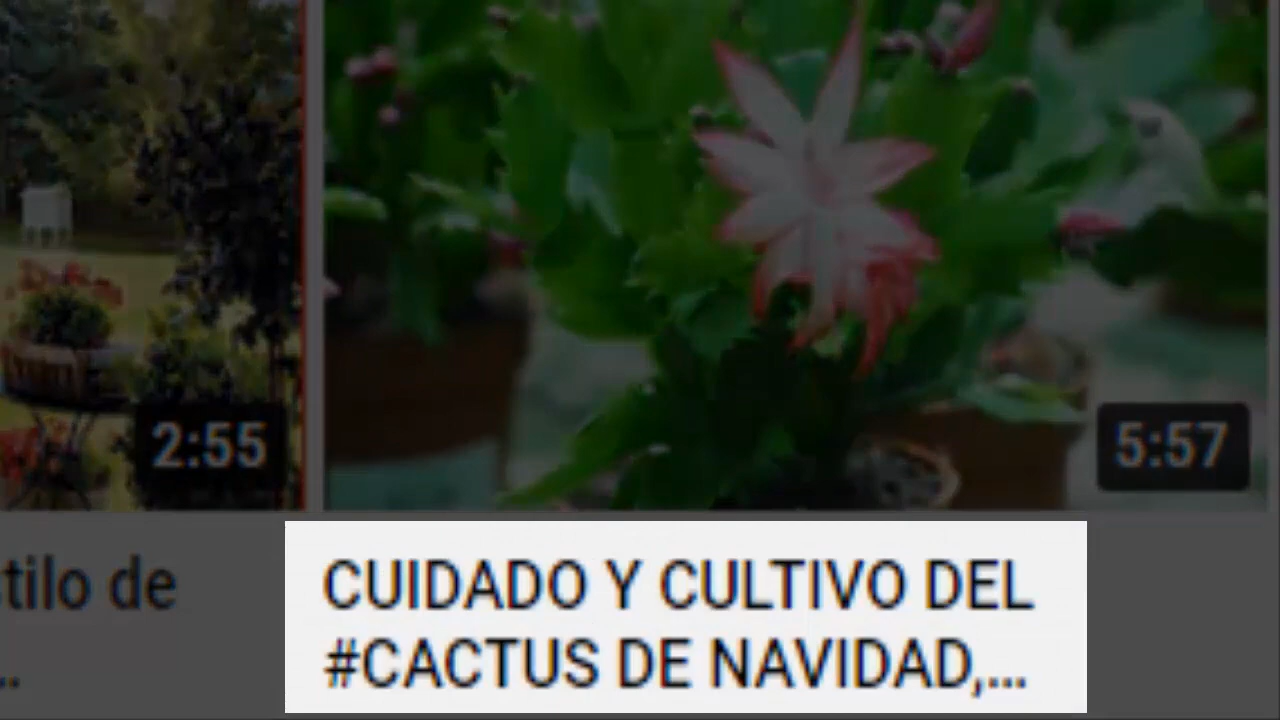 2:55
5:57
tilo de
..
CUIDADO Y CULTIVO DEL
#CACTUS DE NAVIDAD,...